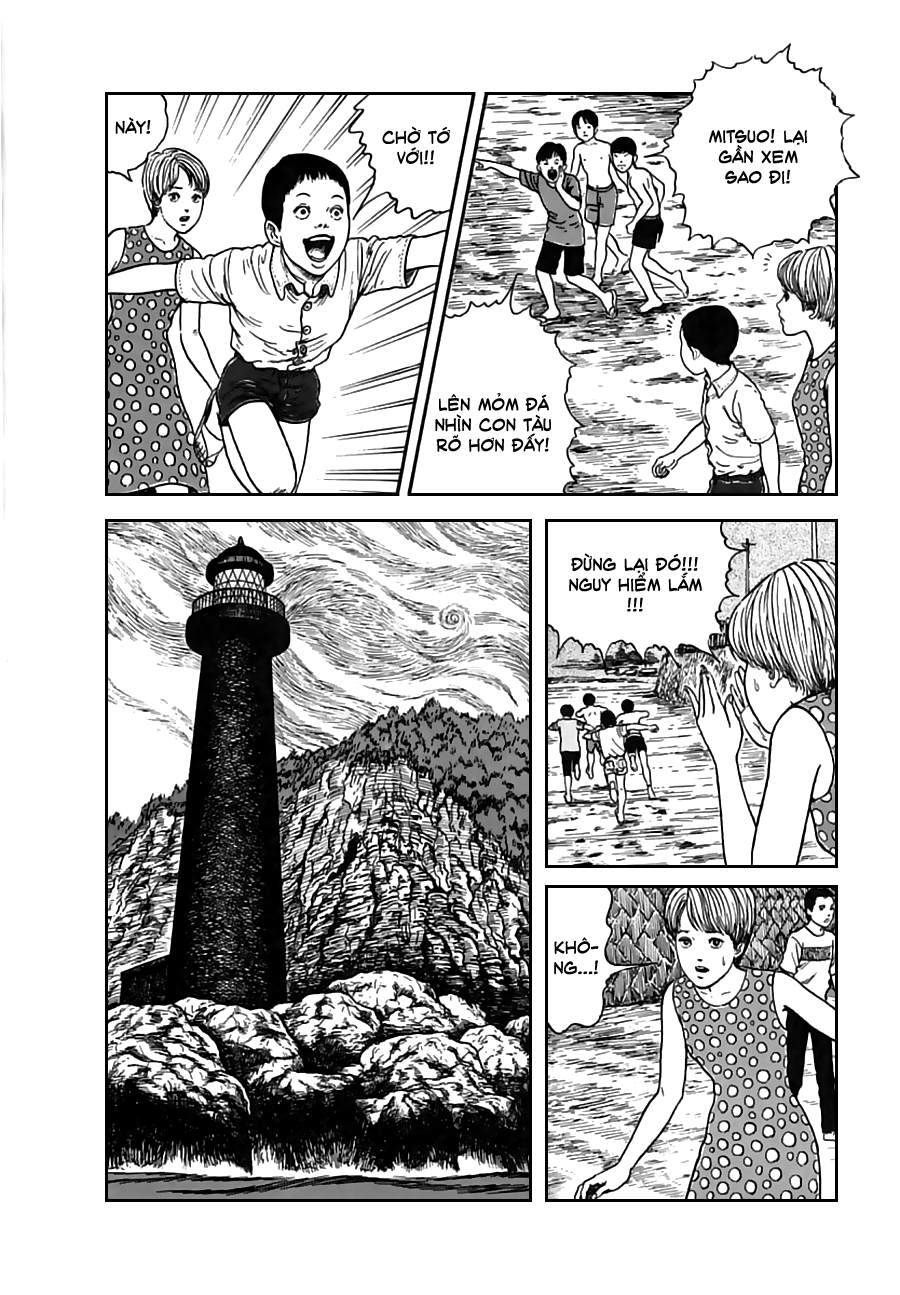 MITSUO! LẠI
GẦN XEM
SAO ĐI!
LÊN MỎM ĐÁ
NHÌN CON TÀU
RÕ HƠN ĐẤY!
CHỜ TỚ
VỚI!!
NÀY!
ĐỪNG LẠI ĐÓ!!!
NGUY HIỂM LẮM
!!!
KHÔ-
NG...!